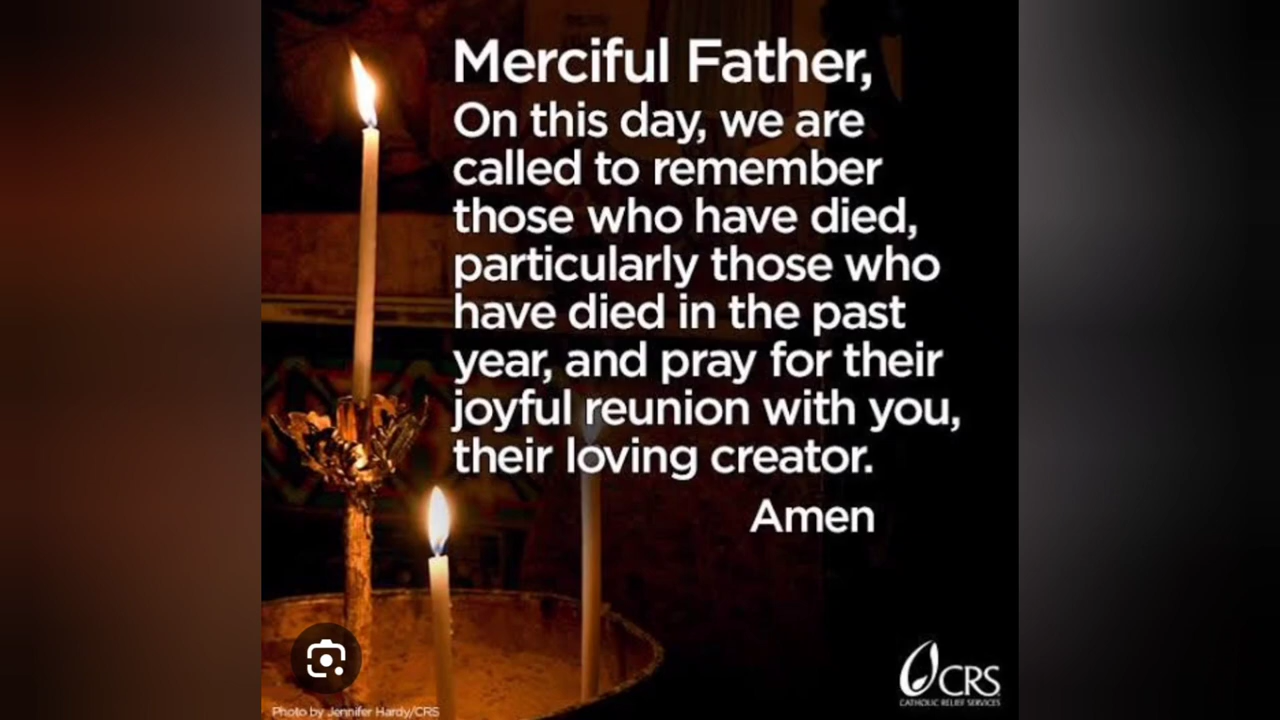 Merciful Father,
On this day, we are
called to remember
those who have died,
particularly those who
have died in the past
year, and pray for their
joyful reunion with you,
their loving creator.
Amen
CRS
CATHOLIC RELIEF SERVICES
Photo by Jennifer Hardy/CRS